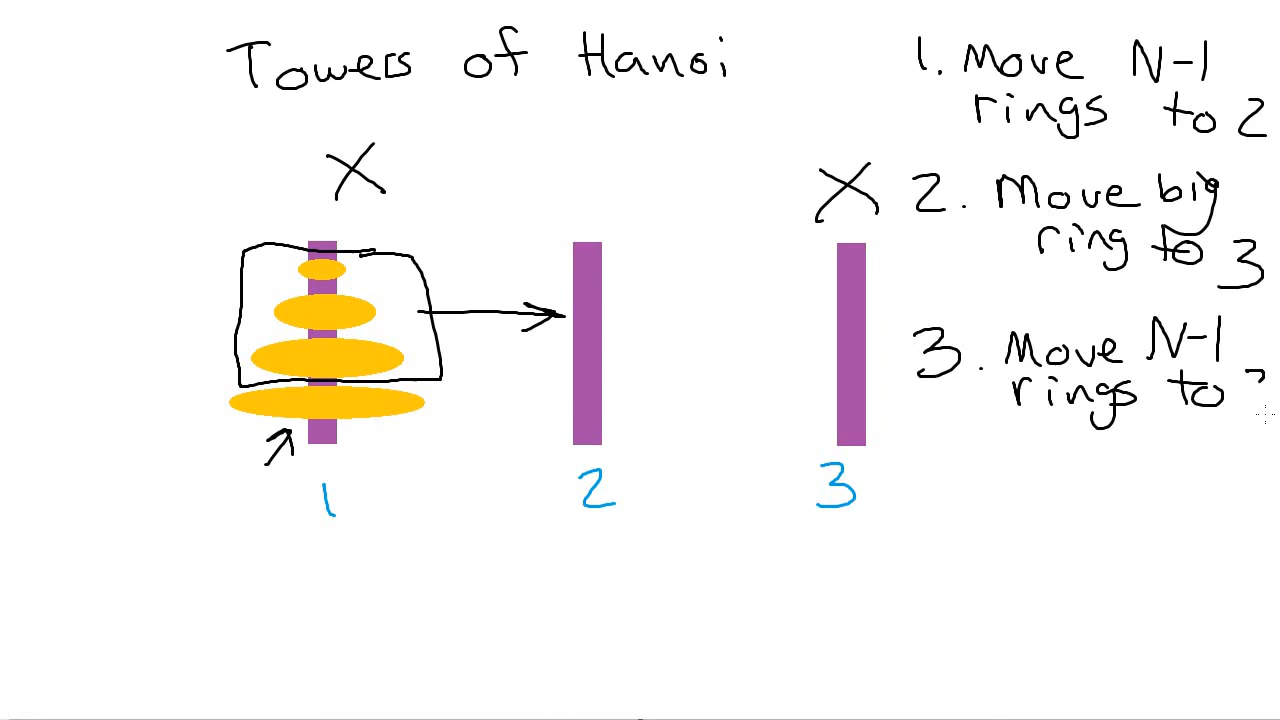 Towers of Hanoi
X
X
1
2
3
1. Move N-1
rings to 2
2. Move big
ring to 3
3. Move N-1
rings to